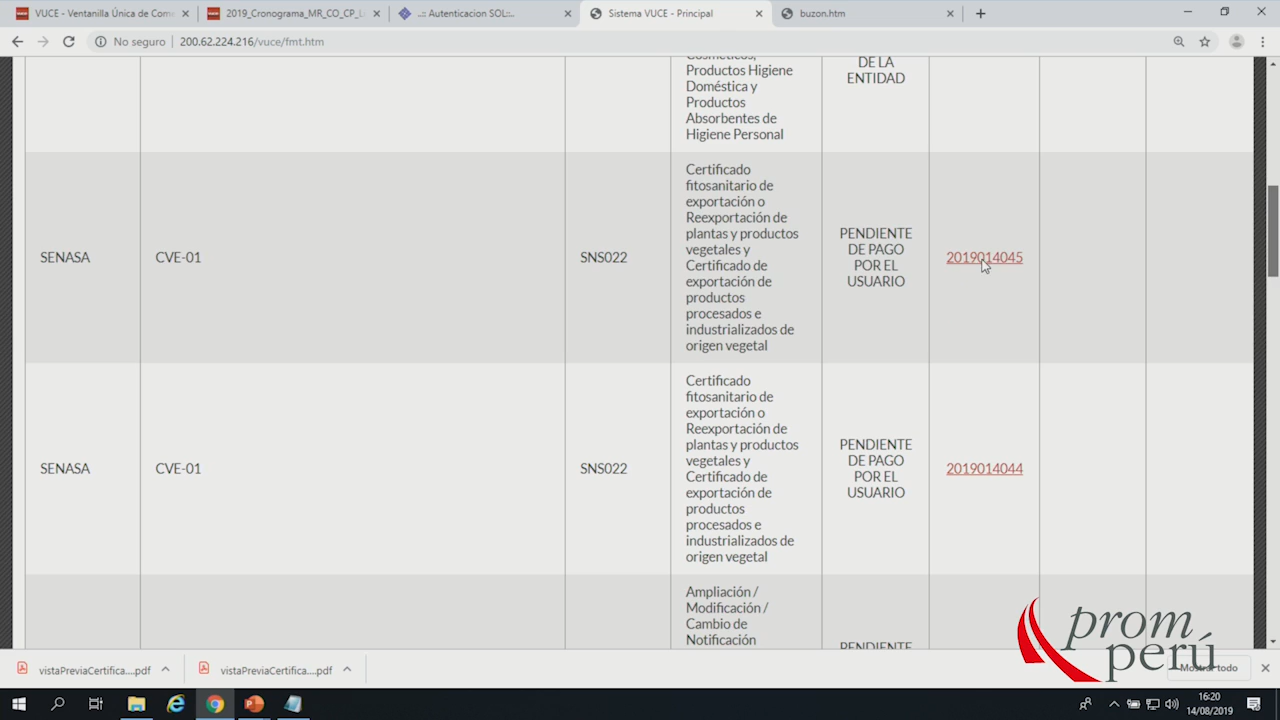 VUCE - Ventanilla Única de Come
2019_Cronograma_MR_CO_CP_L
..:: Autenticacion SOL::..
Sistema VUCE - Principal
buzon.htm
No seguro
200.62.224.216/vuce/fmt.htm
Cosméticos,
Productos Higiene
Doméstica y
Productos
Absorbentes de
Higiene Personal
DE LA
ENTIDAD
SENASA
CVE-01
SNS022
Certificado
fitosanitario de
exportación o
Reexportación de
plantas y productos
vegetales y
Certificado de
exportación de
productos
procesados e
industrializados de
origen vegetal
PENDIENTE
DE PAGO
POR EL
USUARIO
2019014045
SENASA
CVE-01
SNS022
Certificado
fitosanitario de
exportación o
Reexportación de
plantas y productos
vegetales y
Certificado de
exportación de
productos
procesados e
industrializados de
origen vegetal
PENDIENTE
DE PAGO
POR EL
USUARIO
2019014044
Ampliación /
Modificación /
Cambio de
Notificación
PENDIENTE
prom
perú
vistaPreviaCertifica....pdf
vistaPreviaCertifica....pdf
Mostrar todo
16:20
14/08/2019